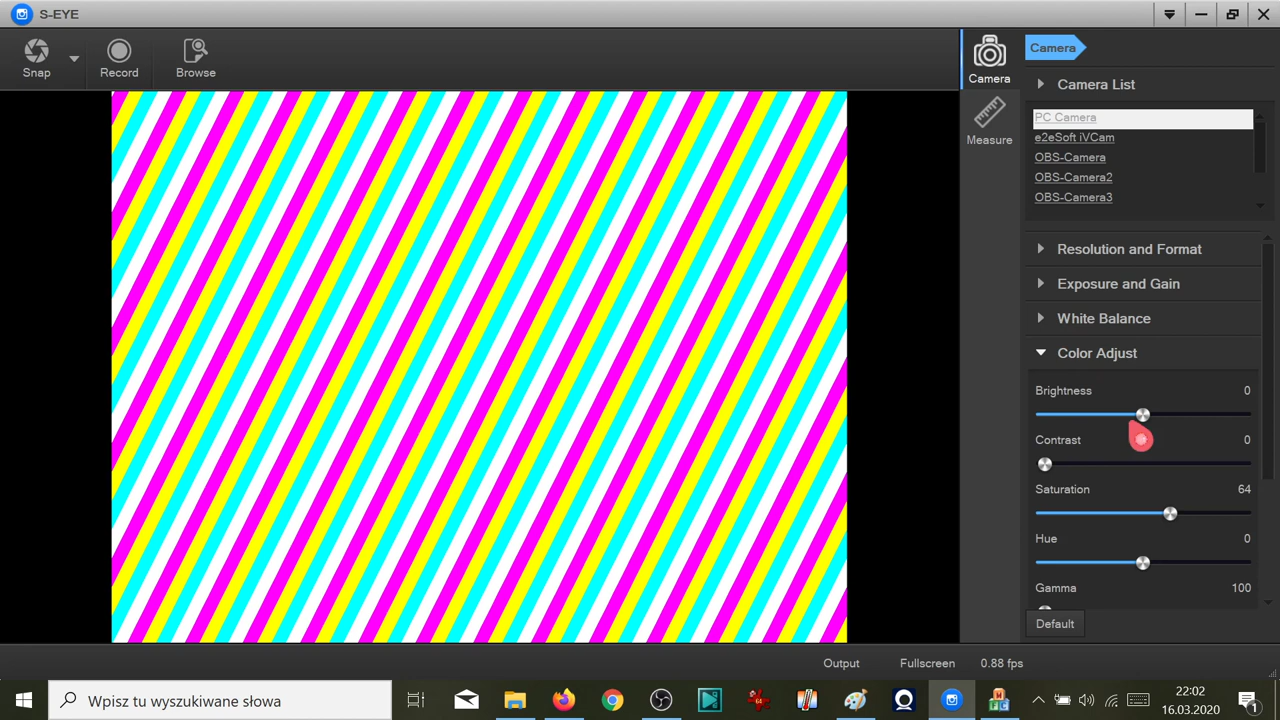 S-EYE
Snap
Record
Browse
Camera
Measure
Camera
Camera List
PC Camera
e2eSoft iVCam
OBS-Camera
OBS-Camera2
OBS-Camera3
Resolution and Format
Exposure and Gain
White Balance
Color Adjust
Brightness 0
Contrast 0
Saturation 64
Hue 0
Gamma 100
Default
Output Fullscreen 0.88 fps
Wpisz tu wyszukiwane słowa
22:02
16.03.2020
1